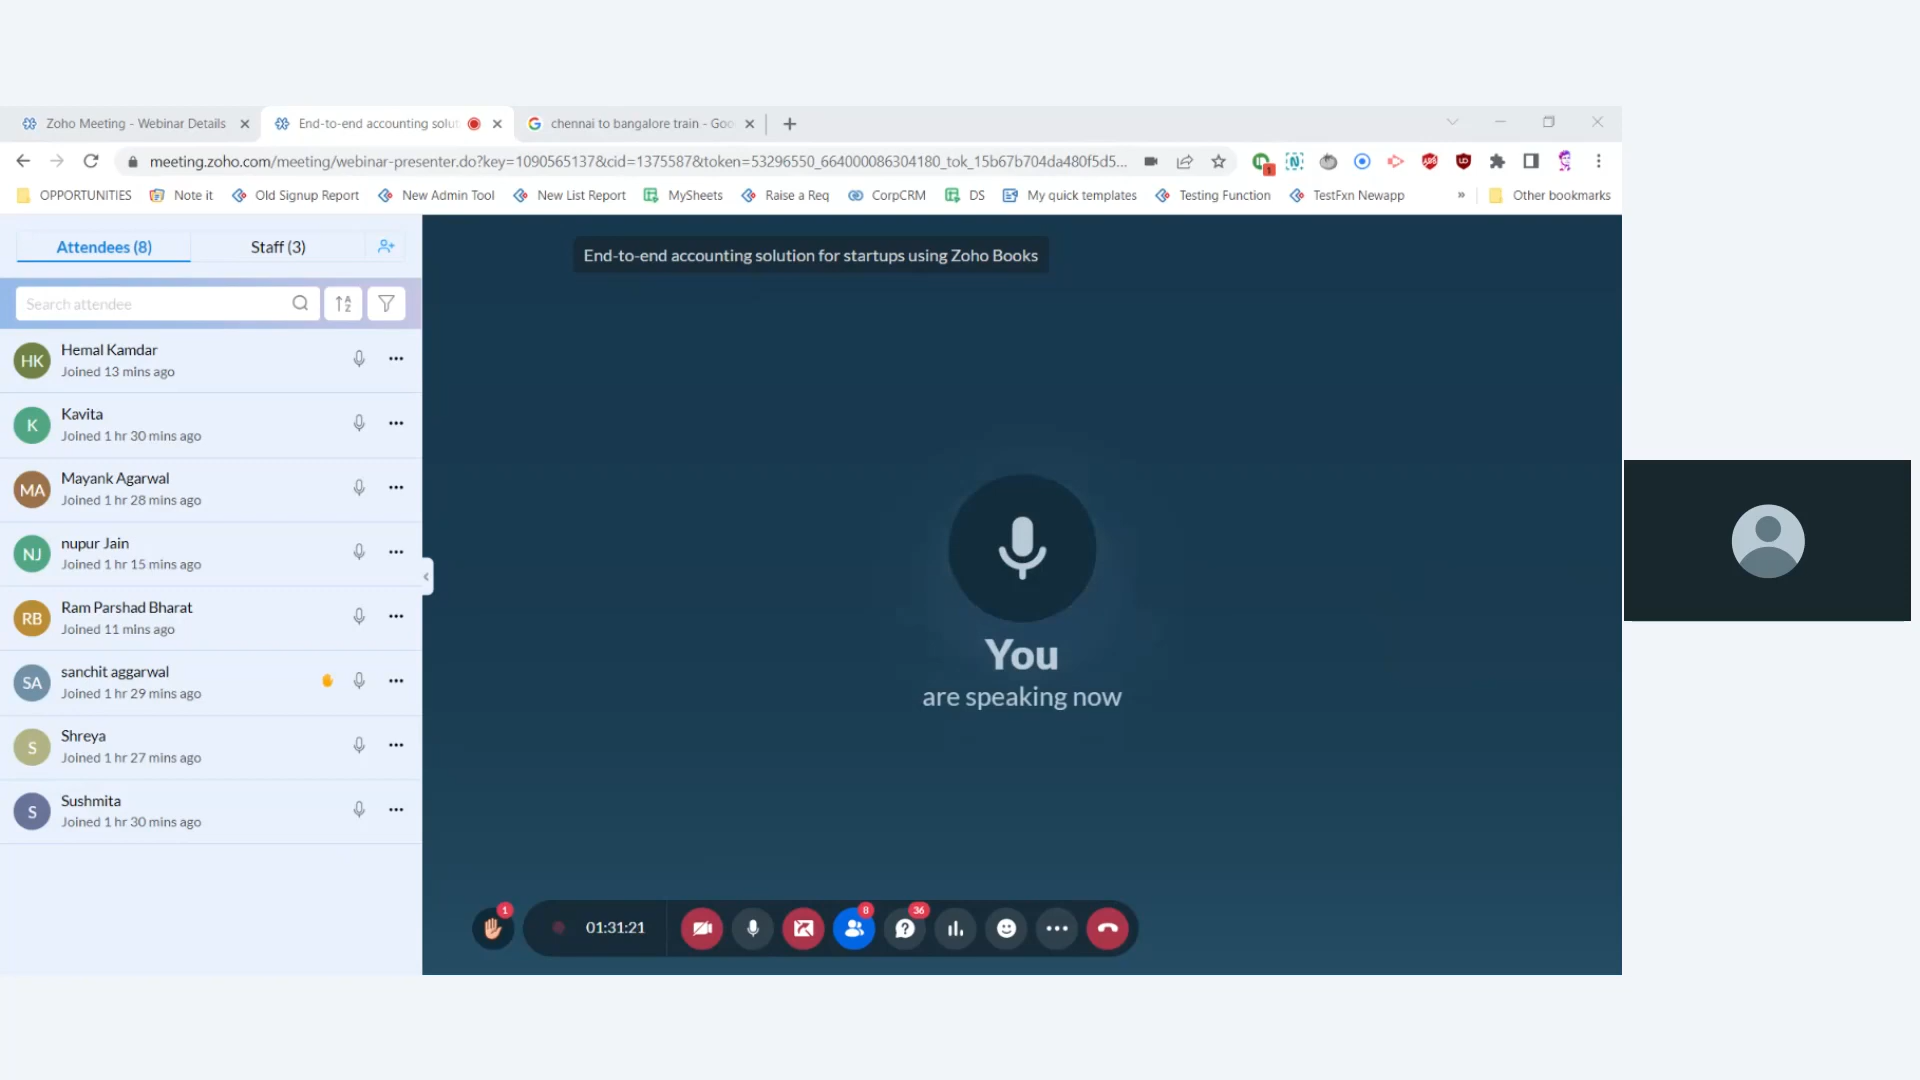 Zoho Meeting - Webinar Details
End-to-end accounting solut
chennai to bangalore train - Goo
meeting.zoho.com/meeting/webinar-presenter.do?key=1090565137&cid=1375587&token=53296550_664000086304180_tok_15b67b704da480f5d5...
OPPORTUNITIES Note it Old Signup Report New Admin Tool New List Report MySheets Raise a Req CorpCRM DS My quick templates Testing Function TestFxn Newapp » Other bookmarks
Attendees (8) Staff (3)
Search attendee
HK Hemal Kamdar
Joined 13 mins ago
K Kavita
Joined 1 hr 30 mins ago
MA Mayank Agarwal
Joined 1 hr 28 mins ago
NJ nupur Jain
Joined 1 hr 15 mins ago
RB Ram Parshad Bharat
Joined 11 mins ago
SA sanchit aggarwal
Joined 1 hr 29 mins ago
S Shreya
Joined 1 hr 27 mins ago
S Sushmita
Joined 1 hr 30 mins ago
End-to-end accounting solution for startups using Zoho Books
You
are speaking now
1 01:31:21 8 36